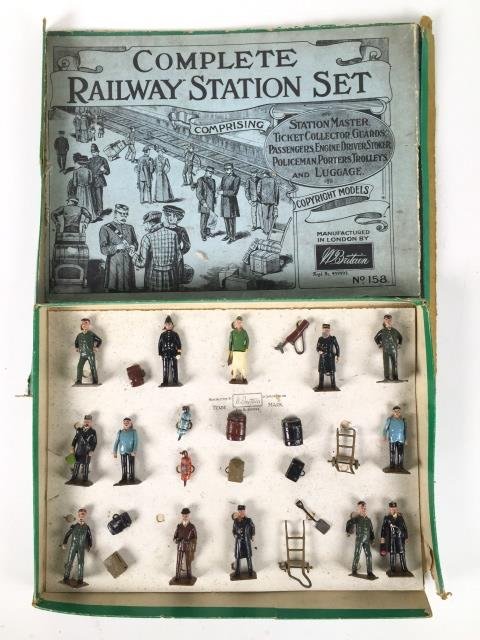 COMPLETE
RAILWAY STATION SET
COMPRISING
STATION MASTER,
TICKET COLLECTOR GUARDS,
PASSENGERS, ENGINE DRIVER, STOKER,
POLICEMAN, PORTERS, TROLLEYS
AND LUGGAGE.
COPYRIGHT MODELS
MANUFACTURED
IN LONDON BY
W. Britain
No 158.
W. Britain
TRADE MARK